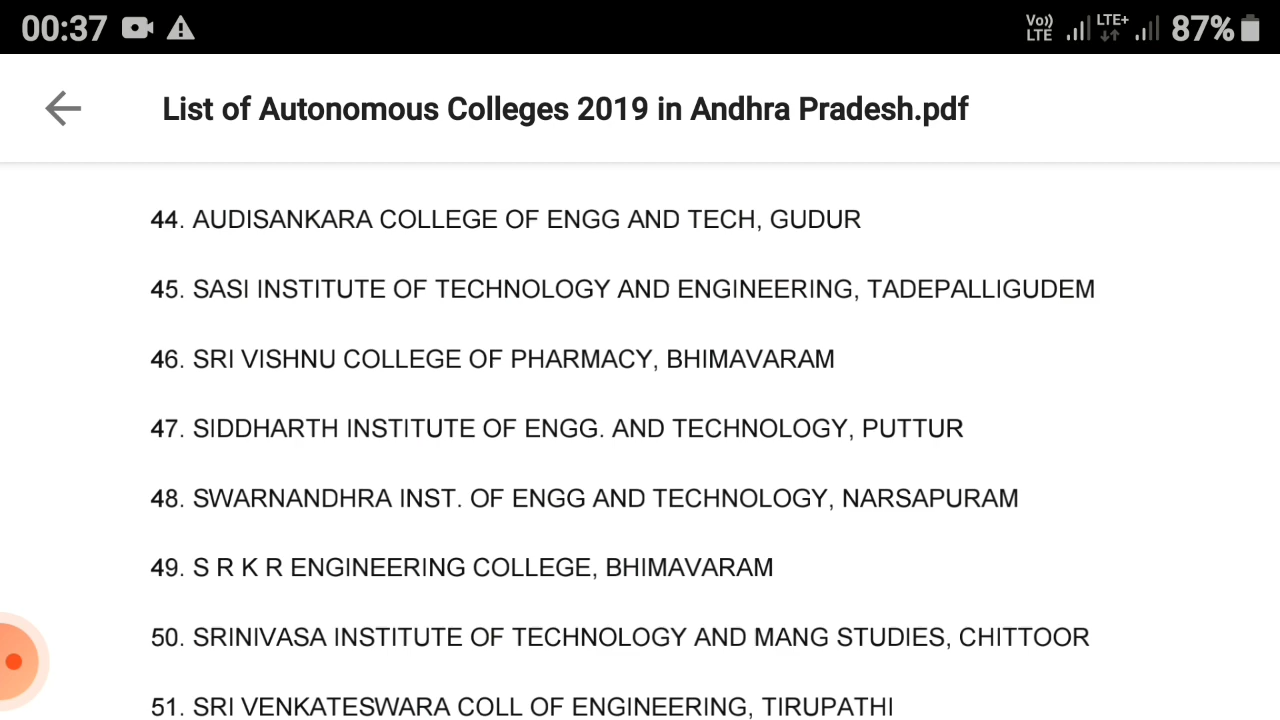 00:37 Vo)) LTE LTE+ 87%
List of Autonomous Colleges 2019 in Andhra Pradesh.pdf
44. AUDISANKARA COLLEGE OF ENGG AND TECH, GUDUR
45. SASI INSTITUTE OF TECHNOLOGY AND ENGINEERING, TADEPALLIGUDEM
46. SRI VISHNU COLLEGE OF PHARMACY, BHIMAVARAM
47. SIDDHARTH INSTITUTE OF ENGG. AND TECHNOLOGY, PUTTUR
48. SWARNANDHRA INST. OF ENGG AND TECHNOLOGY, NARSAPURAM
49. S R K R ENGINEERING COLLEGE, BHIMAVARAM
50. SRINIVASA INSTITUTE OF TECHNOLOGY AND MANG STUDIES, CHITTOOR
51. SRI VENKATESWARA COLL OF ENGINEERING, TIRUPATHI